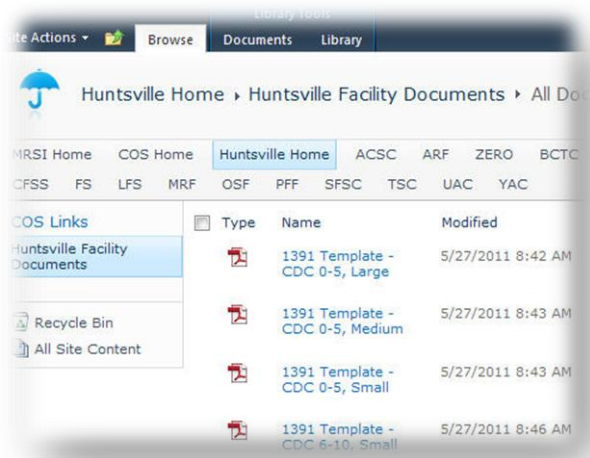 Library Tools
Site Actions Browse Documents Library
Huntsville Home Huntsville Facility Documents All
MRSI Home COS Home Huntsville Home ACSC ARF ZERO BCTC
CFSS FS LFS MRF OSF PFF SFSC TSC UAC YAC
COS Links
Huntsville Facility
Documents
Recycle Bin
All Site Content
Type Name Modified
1391 Template - 5/27/2011 8:42 AM
CDC 0-5, Large
1391 Template - 5/27/2011 8:43 AM
CDC 0-5, Medium
1391 Template - 5/27/2011 8:43 AM
CDC 0-5, Small
1391 Template - 5/27/2011 8:46 AM
CDC 6-10, Small